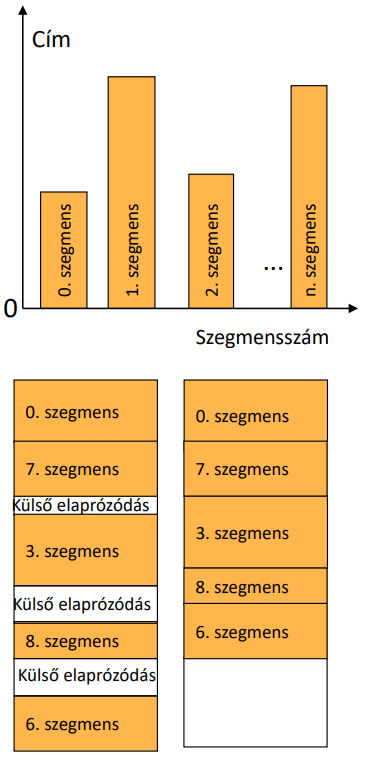 Cím
0. szegmens
1. szegmens
2. szegmens
...
n. szegmens
0
Szegmensszám
0. szegmens
7. szegmens
Külső elaprózódás
3. szegmens
Külső elaprózódás
8. szegmens
Külső elaprózódás
6. szegmens
0. szegmens
7. szegmens
3. szegmens
8. szegmens
6. szegmens